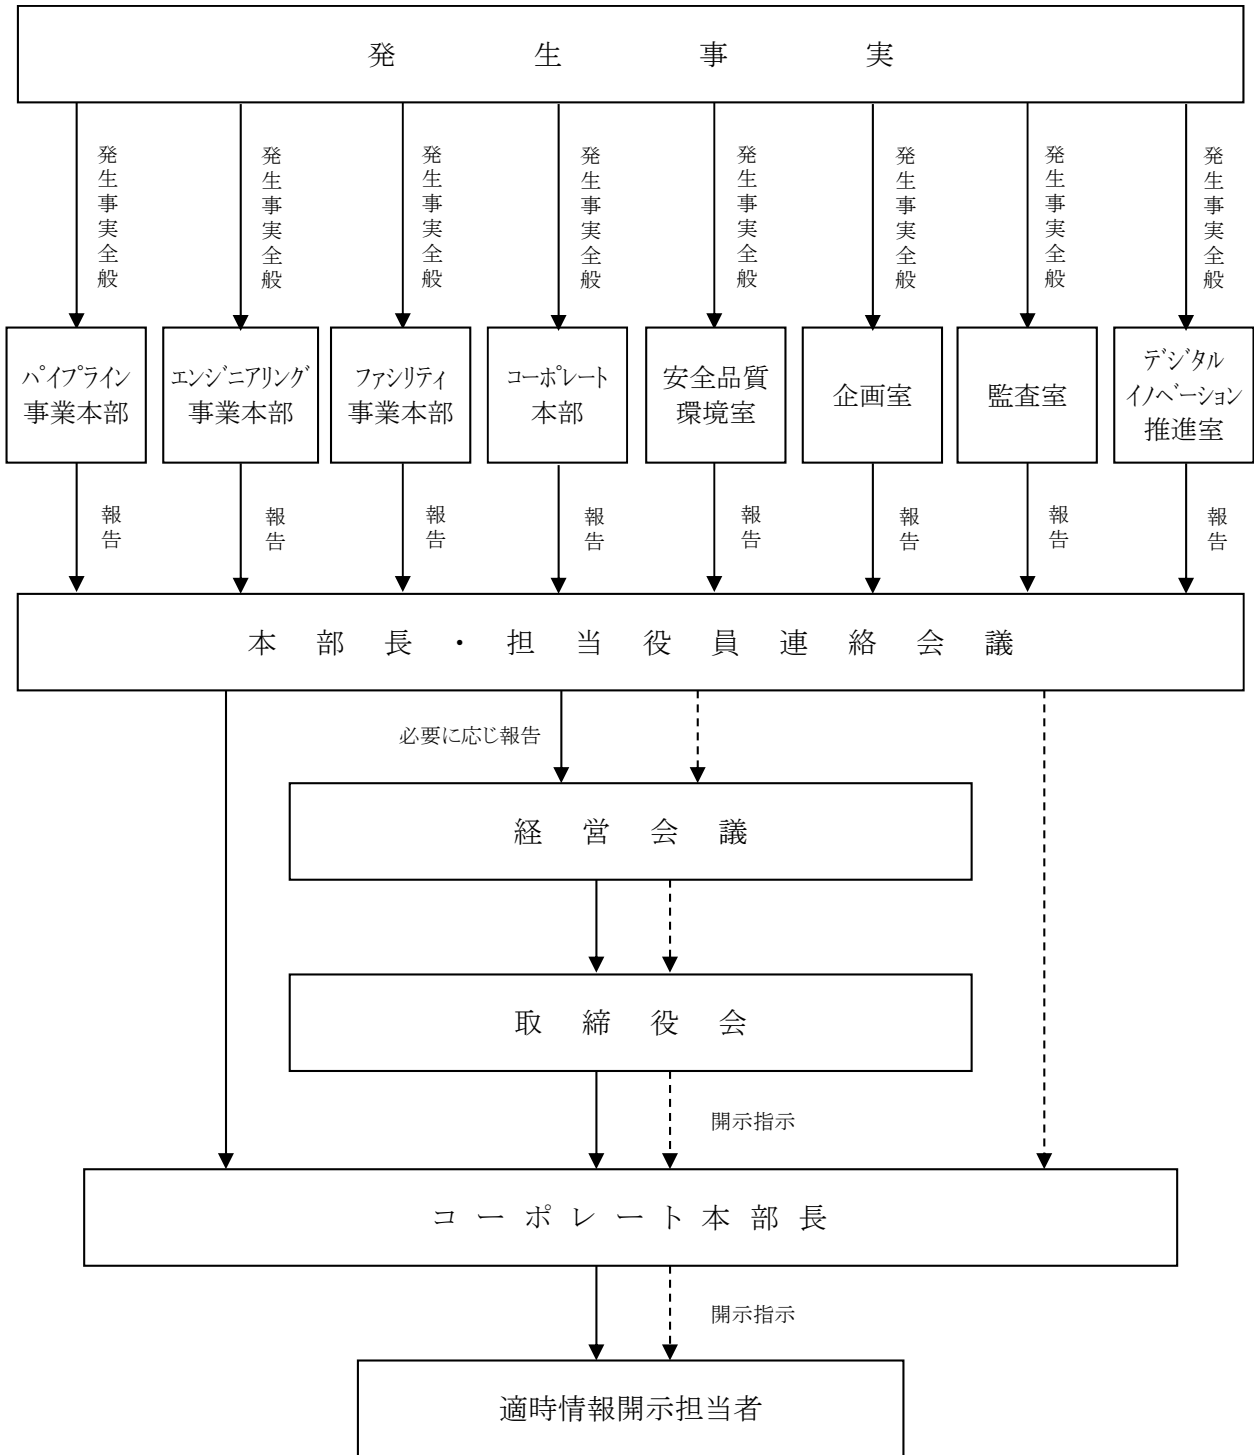 発生事実
発生事実全般
発生事実全般
発生事実全般
発生事実全般
発生事実全般
発生事実全般
発生事実全般
発生事実全般
パイプライン
事業本部
エンジニアリング
事業本部
ファシリティ
事業本部
コーポレート
本部
安全品質
環境室
企画室
監査室
デジタル
イノベーション
推進室
報告
報告
報告
報告
報告
報告
報告
報告
本部長・担当役員連絡会議
必要に応じ報告
経営会議
取締役会
開示指示
コーポレート本部長
開示指示
適時情報開示担当者